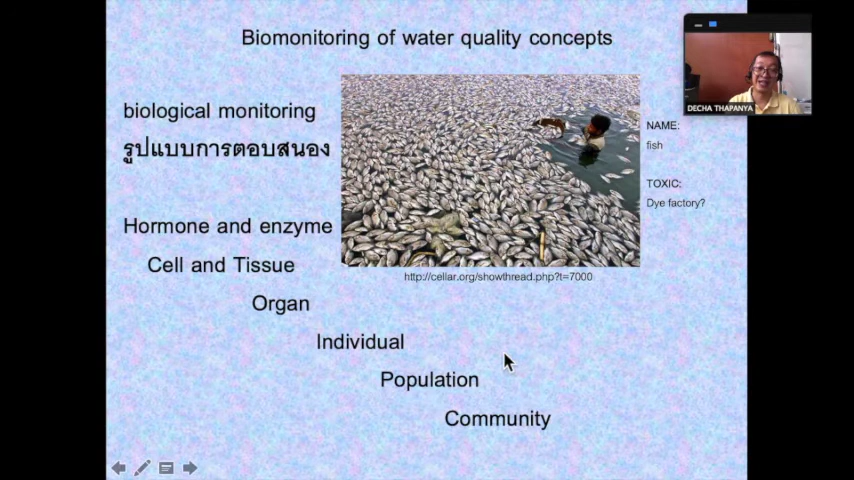 Biomonitoring of water quality concepts
DECHA THAPANYA
biological monitoring
รูปแบบการตอบสนอง
NAME:
fish
TOXIC:
Dye factory?
Hormone and enzyme
Cell and Tissue
http://cellar.org/showthread.php?t=7000
Organ
Individual
Population
Community